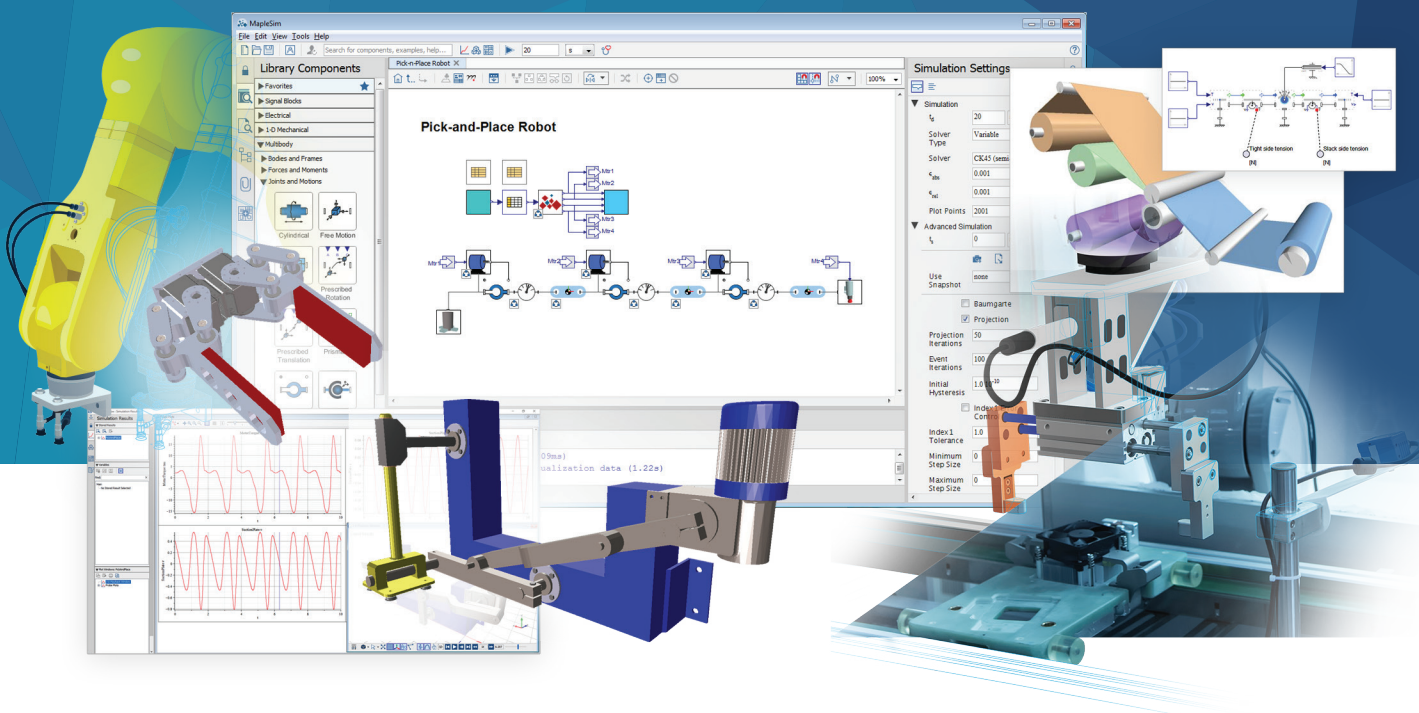 MapleSim
File Edit View Tools Help
Search for components, examples, help...
20
s
Library Components
Favorites
Signal Blocks
Electrical
1-D Mechanical
Multibody
Bodies and Frames
Forces and Moments
Joints and Motions
Cylindrical
Free Motion
Prescribed
Rotation
Prescribed
Translation
Pick-n-Place Robot
100%
Pick-and-Place Robot
Mtr1
Mtr2
Mtr3
Mtr4
Mtr1
Mtr2
Mtr3
Mtr4
09ms)
ualization data (1.22s)
Simulation Settings
Simulation
20
Solver
Type
Variable
Solver
CK45 (semi
0.001
0.001
Plot Points
2001
Advanced Simulation
0
Use
Snapshot
none
Baumgarte
Projection
Projection
Iterations
50
Event
Iterations
100
Initial
Hysteresis
Index1
Tolerance
1.0
Minimum
Step Size
0
Maximum
Step Size
0
Tight side tension
[N]
Slack side tension
[N]
Simulation Results